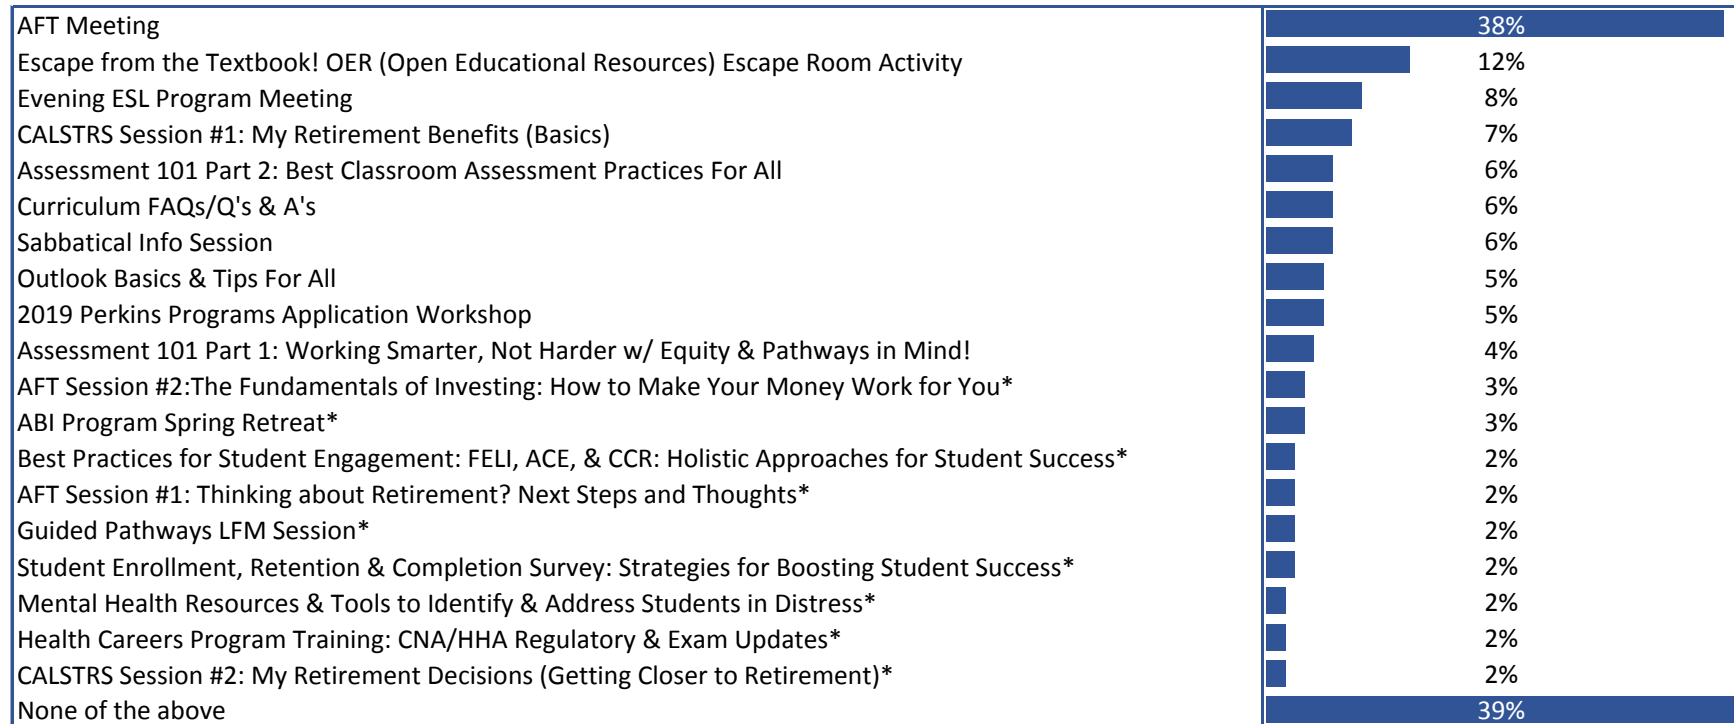 AFT Meeting 38%
Escape from the Textbook! OER (Open Educational Resources) Escape Room Activity 12%
Evening ESL Program Meeting 8%
CALSTRS Session #1: My Retirement Benefits (Basics) 7%
Assessment 101 Part 2: Best Classroom Assessment Practices For All 6%
Curriculum FAQs/Q's & A's 6%
Sabbatical Info Session 6%
Outlook Basics & Tips For All 5%
2019 Perkins Programs Application Workshop 5%
Assessment 101 Part 1: Working Smarter, Not Harder w/ Equity & Pathways in Mind! 4%
AFT Session #2:The Fundamentals of Investing: How to Make Your Money Work for You* 3%
ABI Program Spring Retreat* 3%
Best Practices for Student Engagement: FELI, ACE, & CCR: Holistic Approaches for Student Success* 2%
AFT Session #1: Thinking about Retirement? Next Steps and Thoughts* 2%
Guided Pathways LFM Session* 2%
Student Enrollment, Retention & Completion Survey: Strategies for Boosting Student Success* 2%
Mental Health Resources & Tools to Identify & Address Students in Distress* 2%
Health Careers Program Training: CNA/HHA Regulatory & Exam Updates* 2%
CALSTRS Session #2: My Retirement Decisions (Getting Closer to Retirement)* 2%
None of the above 39%